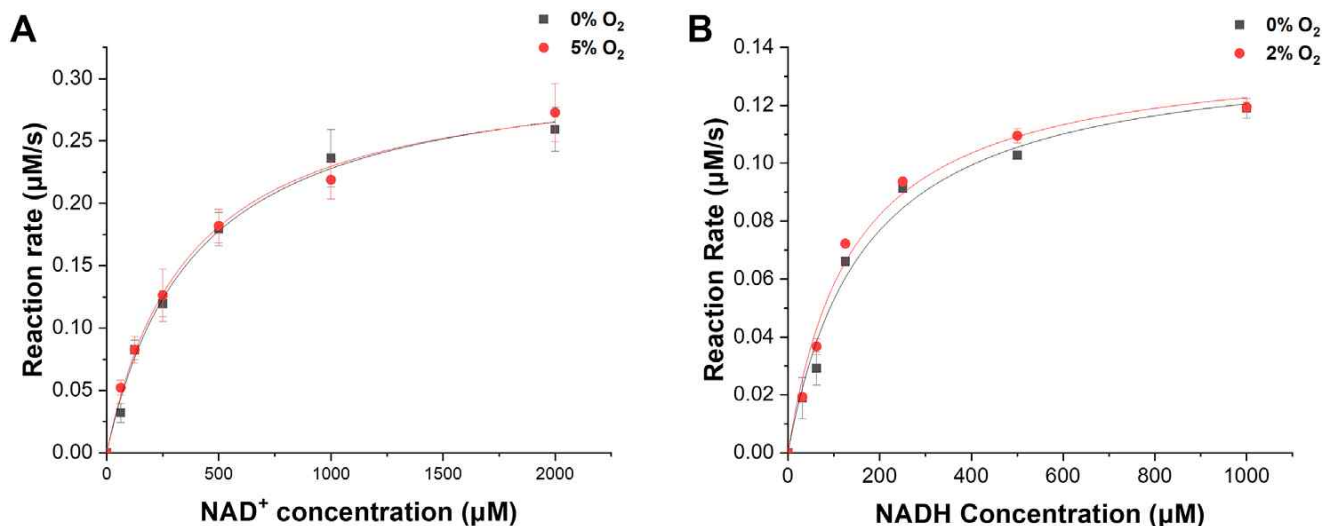 A
0% O₂
5% O₂
Reaction rate (µM/s)
0.30
0.25
0.20
0.15
0.10
0.05
0.00
0
500
1000
1500
2000
NAD⁺ concentration (µM)
B
0% O₂
2% O₂
Reaction Rate (µM/s)
0.14
0.12
0.10
0.08
0.06
0.04
0.02
0.00
0
200
400
600
800
1000
NADH Concentration (µM)